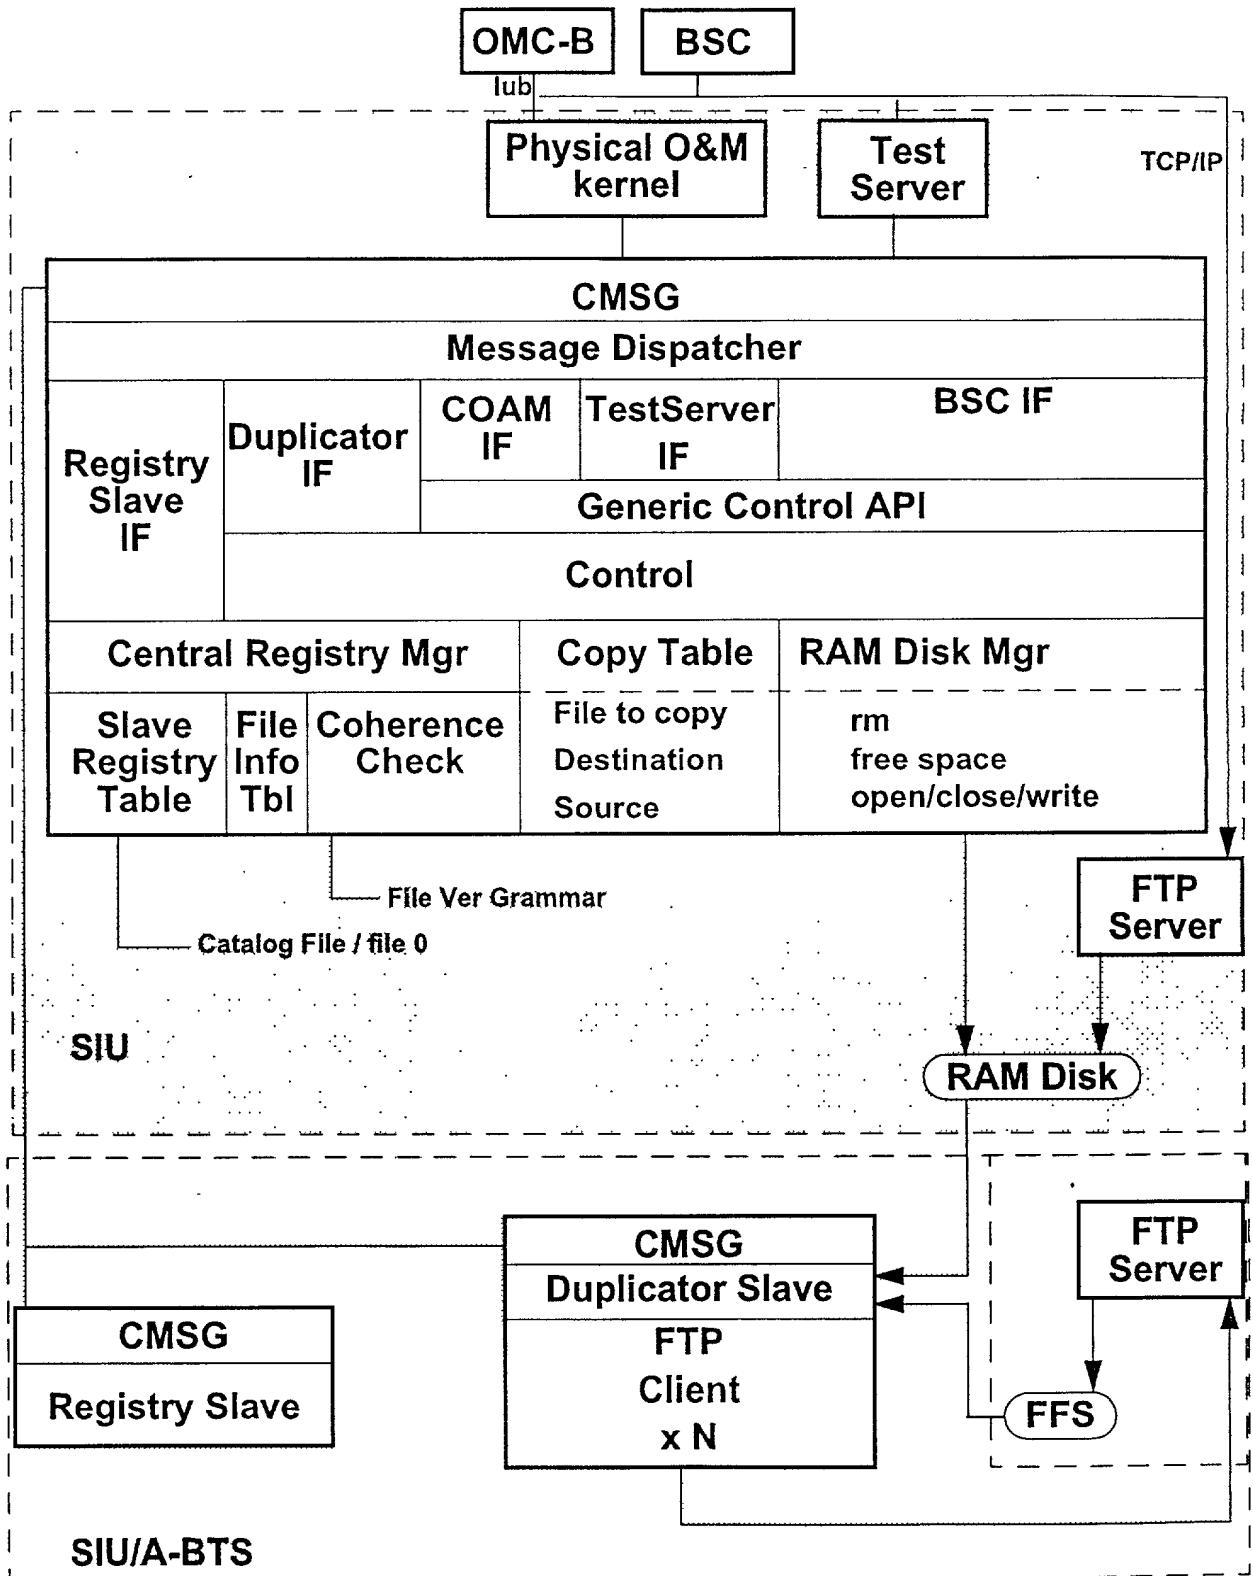 OMC-B
BSC
Iub
Physical O&M
kernel
Test
Server
TCP/IP
CMSG
Message Dispatcher
Registry
Slave
IF
Duplicator
IF
COAM
IF
TestServer
IF
BSC IF
Generic Control API
Control
Central Registry Mgr
Copy Table
RAM Disk Mgr
Slave
Registry
Table
File
Info
Tbl
Coherence
Check
File to copy
Destination
Source
rm
free space
open/close/write
File Ver Grammar
Catalog File / file 0
FTP
Server
SIU
RAM Disk
CMSG
Duplicator Slave
FTP
Client
x N
FTP
Server
CMSG
Registry Slave
FFS
SIU/A-BTS